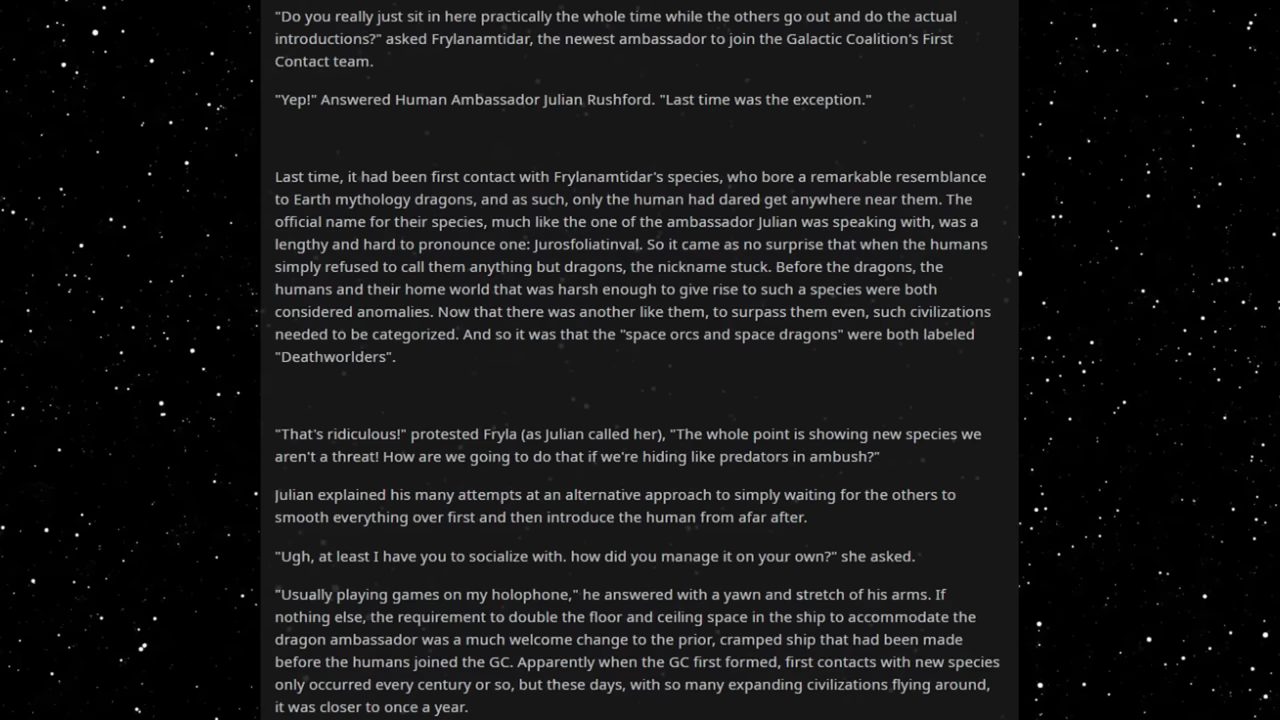 "Do you really just sit in here practically the whole time while the others go out and do the actual
introductions?" asked Frylanamtidar, the newest ambassador to join the Galactic Coalition's First
Contact team.
"Yep!" Answered Human Ambassador Julian Rushford. "Last time was the exception."
Last time, it had been first contact with Frylanamtidar's species, who bore a remarkable resemblance
to Earth mythology dragons, and as such, only the human had dared get anywhere near them. The
official name for their species, much like the one of the ambassador Julian was speaking with, was a
lengthy and hard to pronounce one: Jurosfoliatinval. So it came as no surprise that when the humans
simply refused to call them anything but dragons, the nickname stuck. Before the dragons, the
humans and their home world that was harsh enough to give rise to such a species were both
considered anomalies. Now that there was another like them, to surpass them even, such civilizations
needed to be categorized. And so it was that the "space orcs and space dragons" were both labeled
"Deathworlders".
"That's ridiculous!" protested Fryla (as Julian called her), "The whole point is showing new species we
aren't a threat! How are we going to do that if we're hiding like predators in ambush?"
Julian explained his many attempts at an alternative approach to simply waiting for the others to
smooth everything over first and then introduce the human from afar after.
"Ugh, at least I have you to socialize with. how did you manage it on your own?" she asked.
"Usually playing games on my holophone," he answered with a yawn and stretch of his arms. If
nothing else, the requirement to double the floor and ceiling space in the ship to accommodate the
dragon ambassador was a much welcome change to the prior, cramped ship that had been made
before the humans joined the GC. Apparently when the GC first formed, first contacts with new species
only occurred every century or so, but these days, with so many expanding civilizations flying around,
it was closer to once a year.